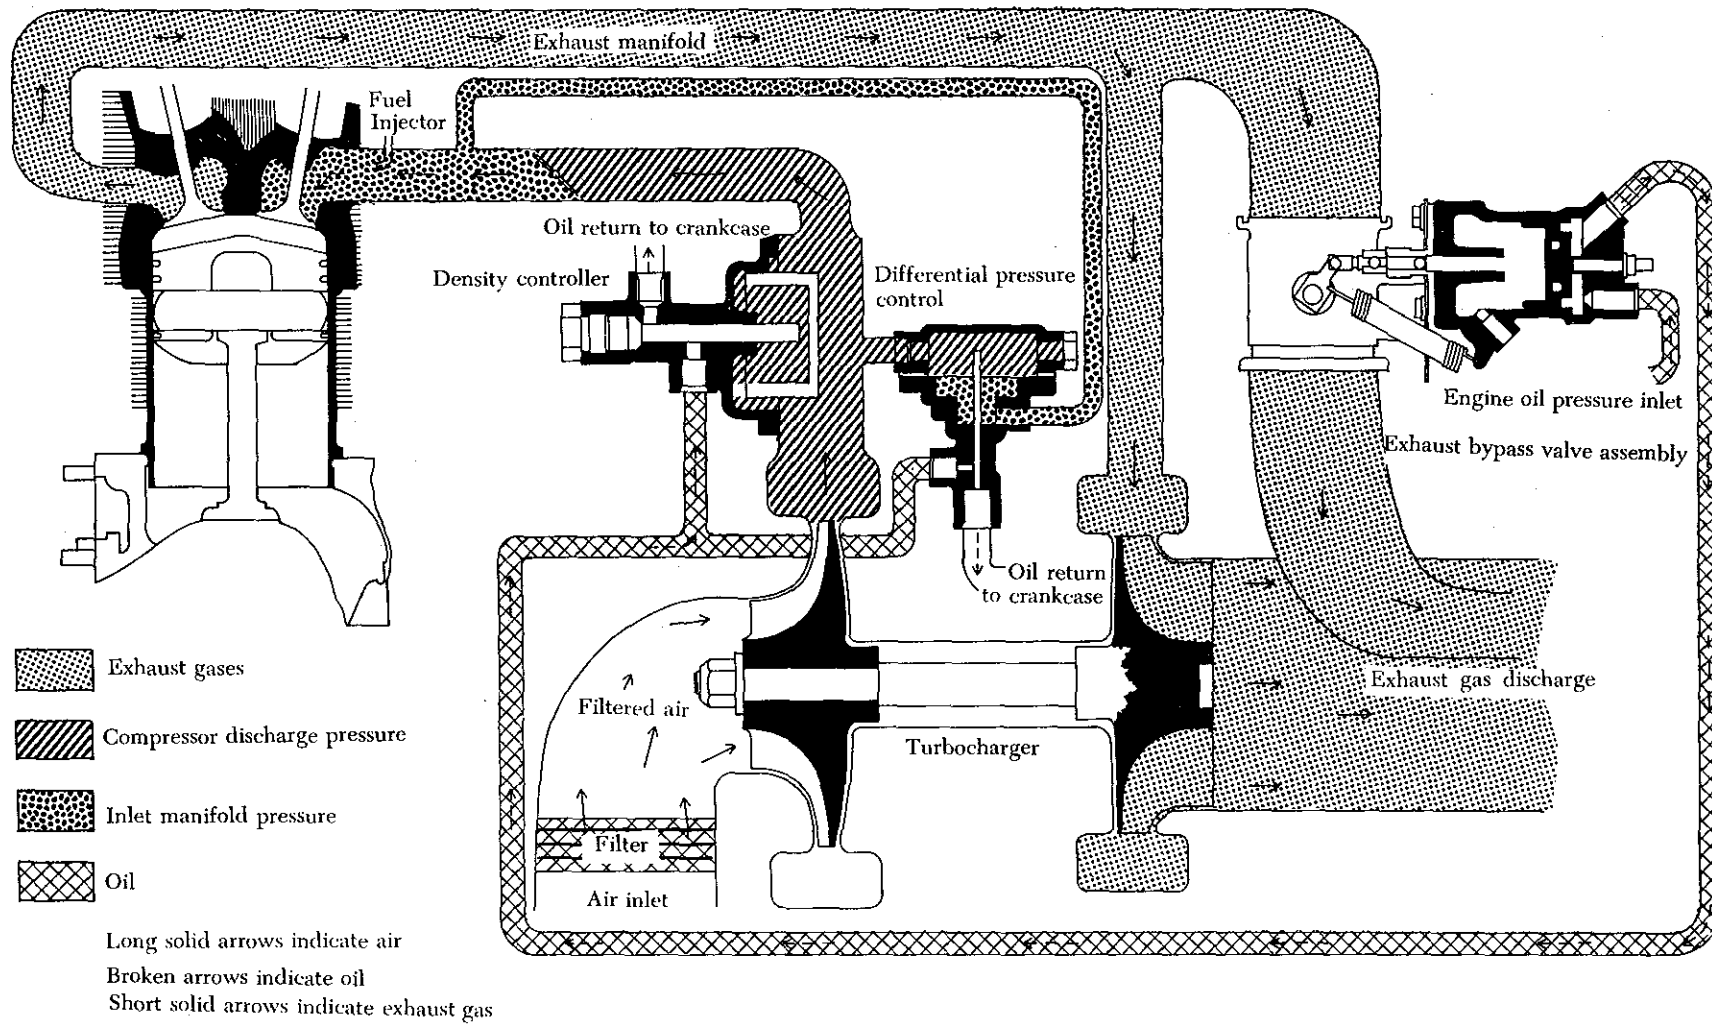 Exhaust manifold
Fuel
Injector
Oil return to crankcase
Density controller
Differential pressure
control
Engine oil pressure inlet
Exhaust bypass valve assembly
Oil return
to crankcase
Exhaust gases
Compressor discharge pressure
Inlet manifold pressure
Oil
Filtered air
Turbocharger
Exhaust gas discharge
Filter
Air inlet
Long solid arrows indicate air
Broken arrows indicate oil
Short solid arrows indicate exhaust gas